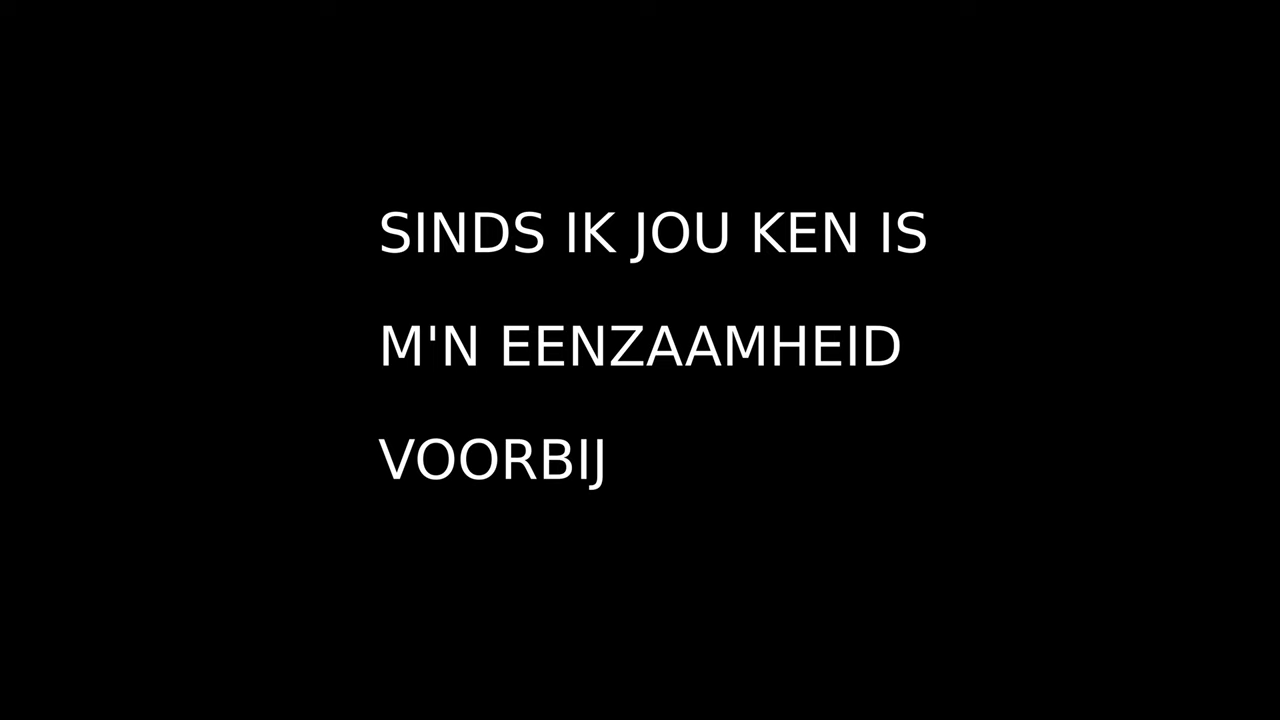 SINDS IK JOU KEN IS
M'N EENZAAMHEID
VOORBIJ